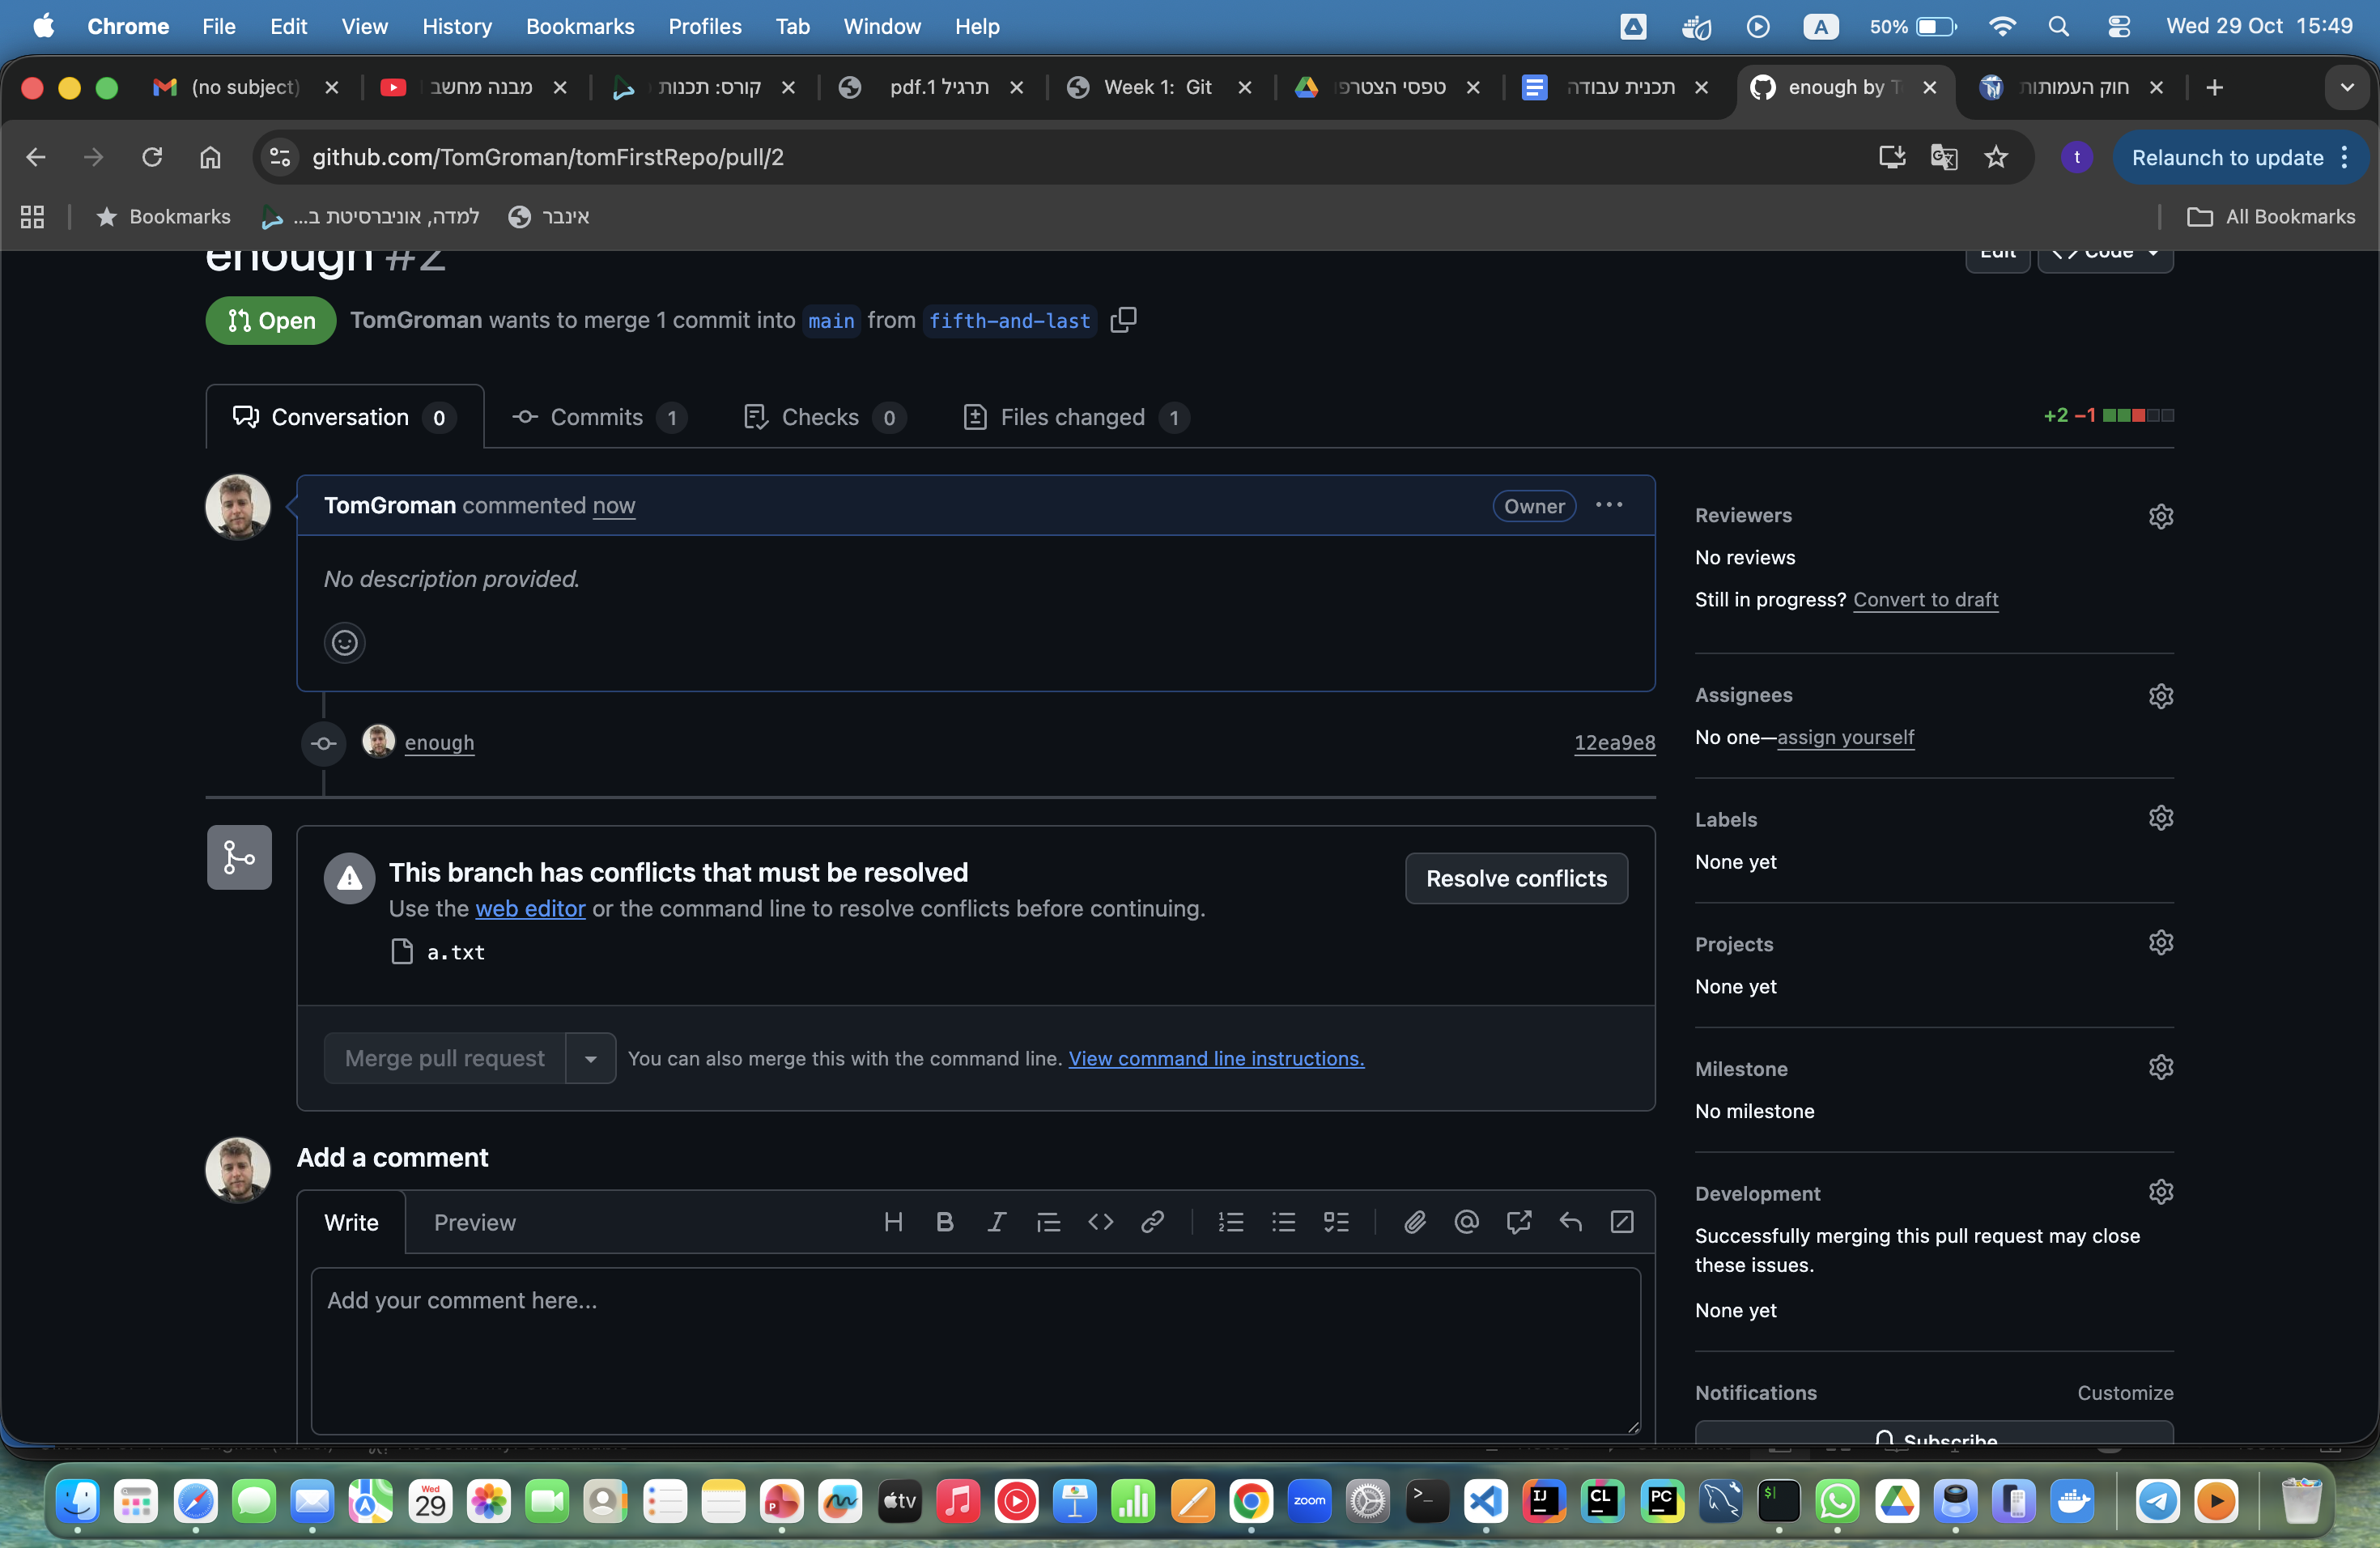 Chrome File Edit View History Bookmarks Profiles Tab Window Help A 50% Wed 29 Oct 15:49
(no subject) מבנה מחשב קורס: תכנות תרגיל 1.pdf Week 1: Git טפסי הצטרפו תכנית עבודה enough by T חוק העמותות
github.com/TomGroman/tomFirstRepo/pull/2 t Relaunch to update
Bookmarks למדה, אוניברסיטת ב... אינבר All Bookmarks
enough #2 Edit Code
Open TomGroman wants to merge 1 commit into main from fifth-and-last
Conversation 0 Commits 1 Checks 0 Files changed 1 +2 −1
TomGroman commented now Owner
No description provided.
enough 12ea9e8
This branch has conflicts that must be resolved
Use the web editor or the command line to resolve conflicts before continuing.
Resolve conflicts
a.txt
Merge pull request You can also merge this with the command line. View command line instructions.
Add a comment
Write Preview
Add your comment here...
Reviewers
No reviews
Still in progress? Convert to draft
Assignees
No one—assign yourself
Labels
None yet
Projects
None yet
Milestone
No milestone
Development
Successfully merging this pull request may close
these issues.
None yet
Notifications Customize
Subscribe
Wed
29
tv
zoom
IJ
CL
PC